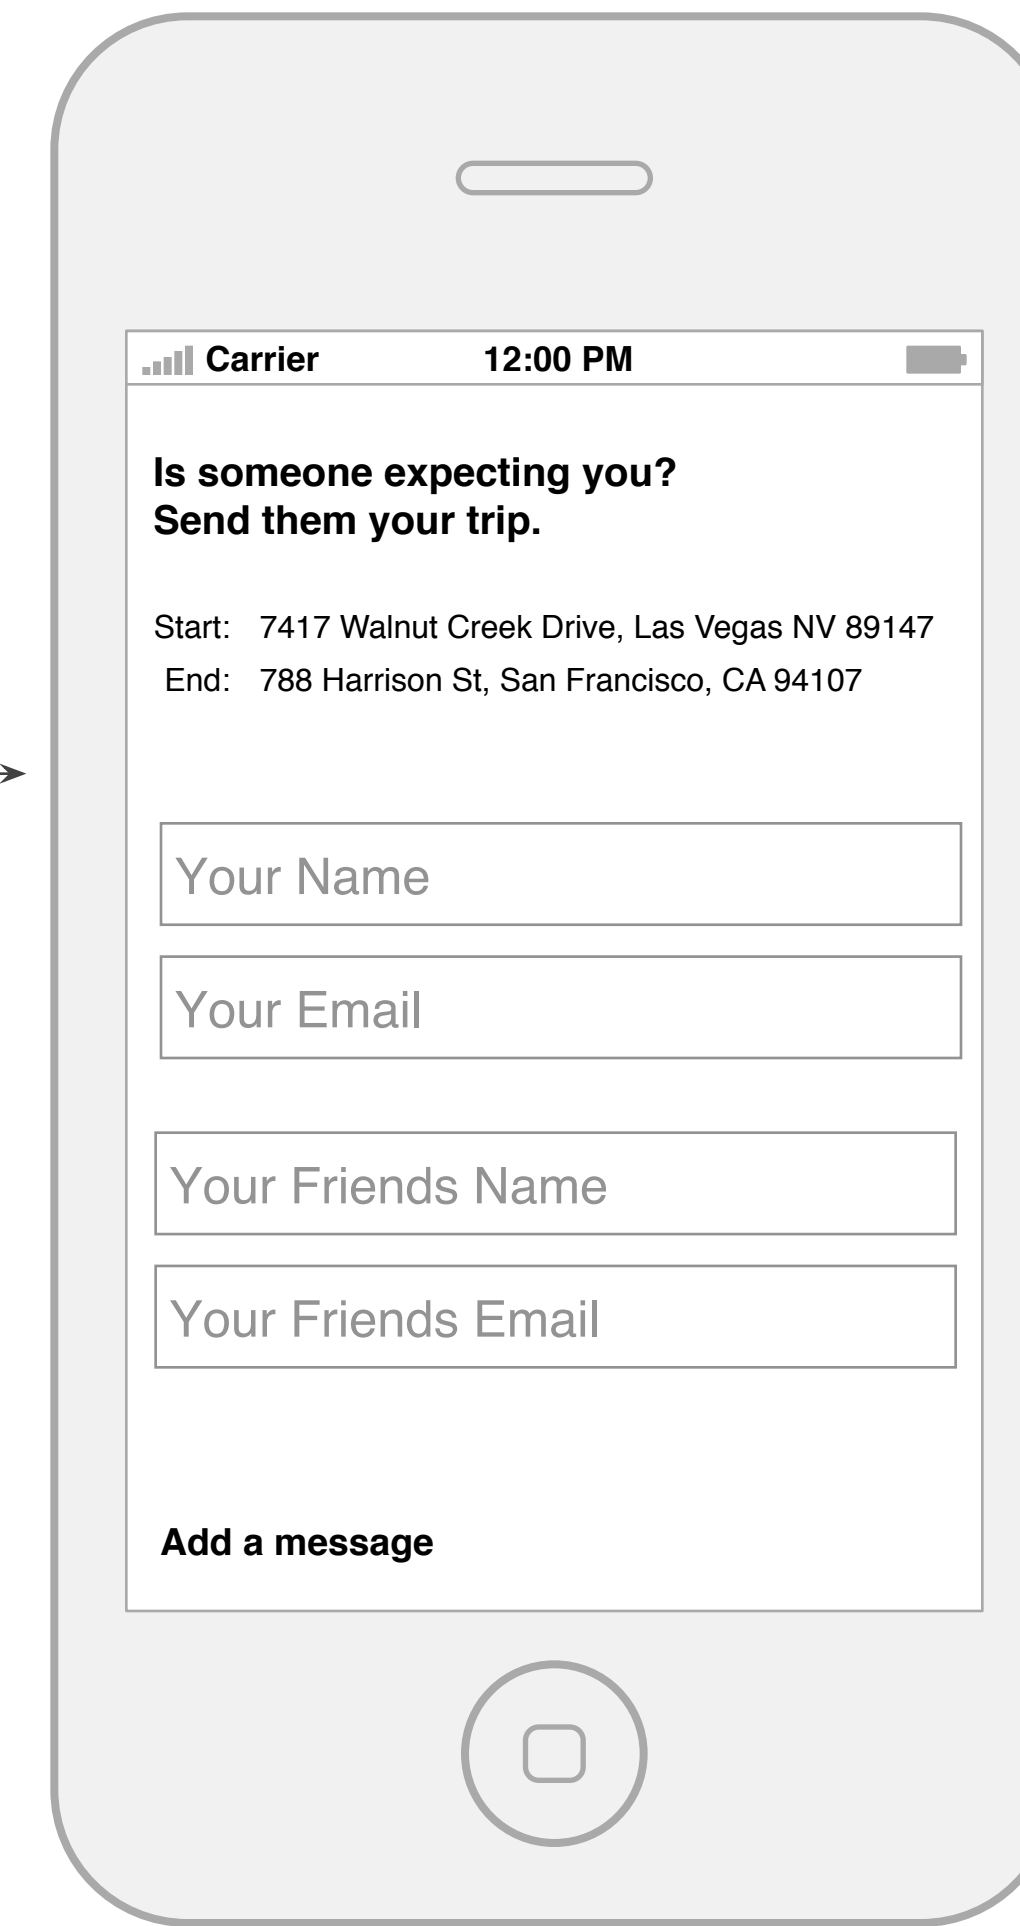 Carrier 12:00 PM
Is someone expecting you?
Send them your trip.
Start: 7417 Walnut Creek Drive, Las Vegas NV 89147
End: 788 Harrison St, San Francisco, CA 94107
Your Name
Your Email
Your Friends Name
Your Friends Email
Add a message